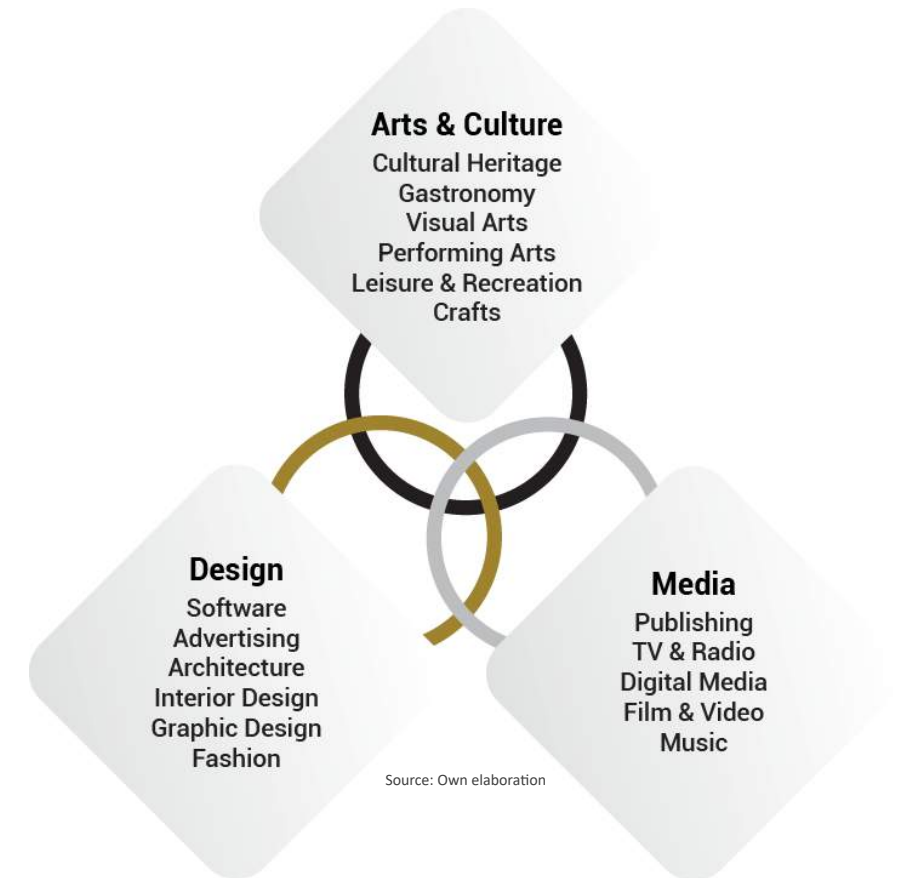 Arts & Culture
Cultural Heritage
Gastronomy
Visual Arts
Performing Arts
Leisure & Recreation
Crafts
Design
Software
Advertising
Architecture
Interior Design
Graphic Design
Fashion
Media
Publishing
TV & Radio
Digital Media
Film & Video
Music
Source: Own elaboration